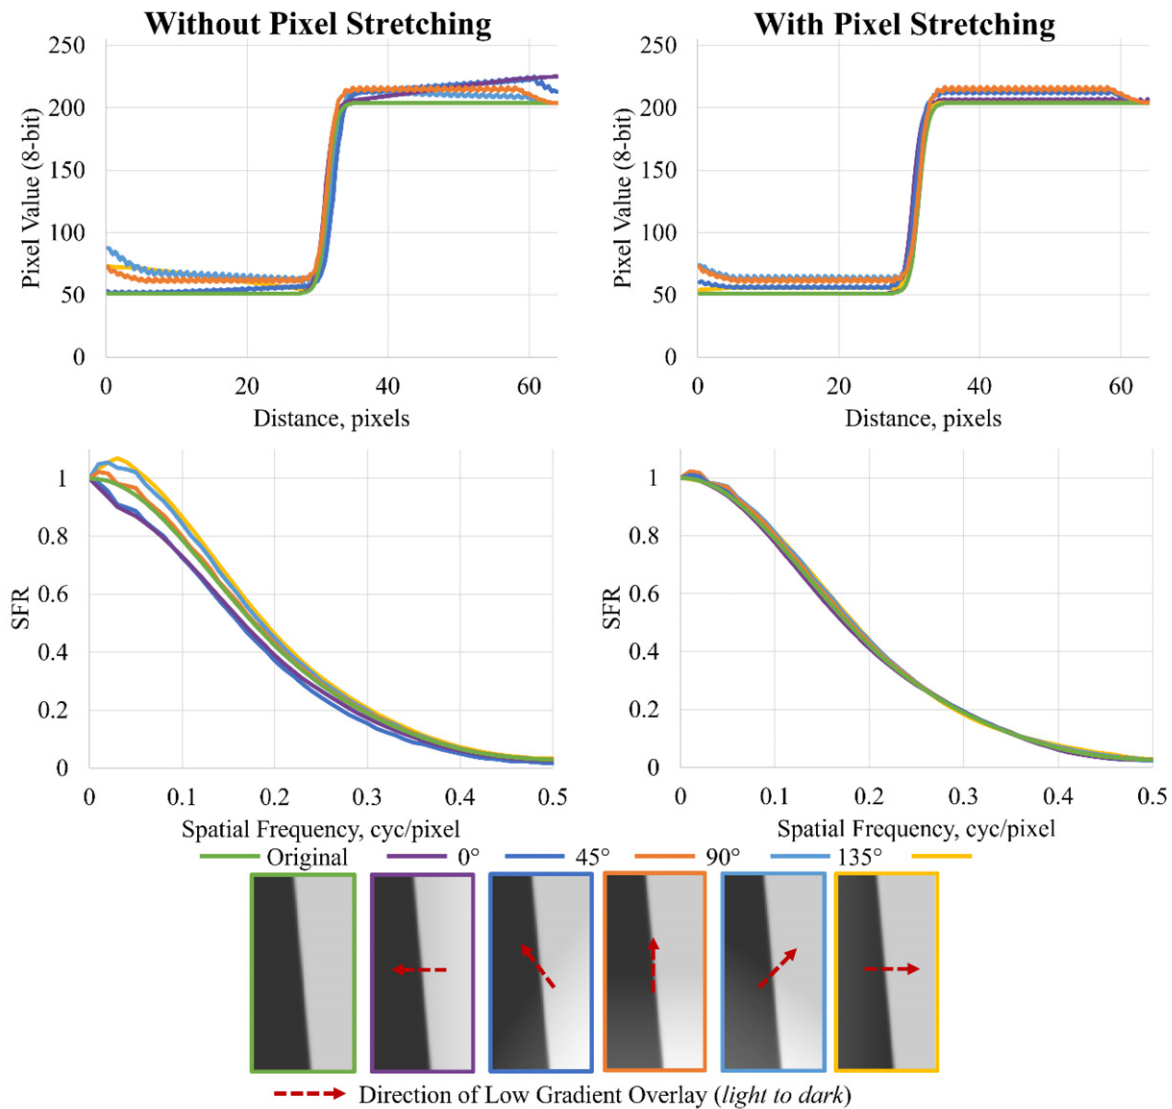 Without Pixel Stretching
With Pixel Stretching
Pixel Value (8-bit)
250
200
150
100
50
0
0 20 40 60
Distance, pixels
Pixel Value (8-bit)
250
200
150
100
50
0
0 20 40 60
Distance, pixels
SFR
1
0.8
0.6
0.4
0.2
0
0 0.1 0.2 0.3 0.4 0.5
Spatial Frequency, cyc/pixel
SFR
1
0.8
0.6
0.4
0.2
0
0 0.1 0.2 0.3 0.4 0.5
Spatial Frequency, cyc/pixel
Original 0° 45° 90° 135°
Direction of Low Gradient Overlay (light to dark)